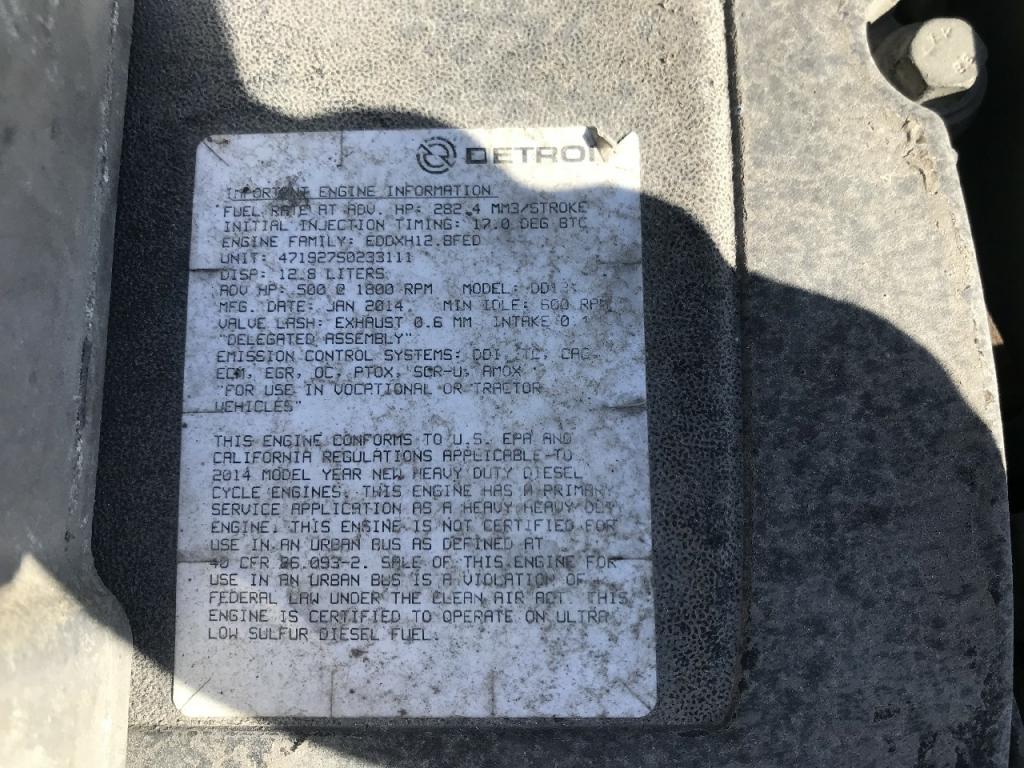 DETROI
IMPORTANT ENGINE INFORMATION
FUEL RATE AT ADV. HP: 282.4 MM3/STROKE
INITIAL INJECTION TIMING: 17.0 DEG BTC
ENGINE FAMILY: EDDXH12.8FED
UNIT: 471927S0233111
DISP: 12.8 LITERS
ADV HP: 500 @ 1800 RPM MODEL: DD13
MFG. DATE: JAN 2014 MIN IDLE: 600 RPM
VALVE LASH: EXHAUST 0.6 MM INTAKE
"DELEGATED ASSEMBLY"
EMISSION CONTROL SYSTEMS: DDI, TC, CAC,
ECM, EGR, OC, PTOX, SCR-U, AMOX
"FOR USE IN VOCATIONAL OR TRACTOR
VEHICLES"
THIS ENGINE CONFORMS TO U.S. EPA AND
CALIFORNIA REGULATIONS APPLICABLE TO
2014 MODEL YEAR NEW HEAVY DUTY DIESEL
CYCLE ENGINES. THIS ENGINE HAS A PRIMARY
SERVICE APPLICATION AS A HEAVY HEAVY DUTY
ENGINE. THIS ENGINE IS NOT CERTIFIED FOR
USE IN AN URBAN BUS AS DEFINED AT
40 CFR 86.093-2. SALE OF THIS ENGINE FOR
USE IN AN URBAN BUS IS A VIOLATION OF
FEDERAL LAW UNDER THE CLEAN AIR ACT. THIS
ENGINE IS CERTIFIED TO OPERATE ON ULTRA
LOW SULFUR DIESEL FUEL.